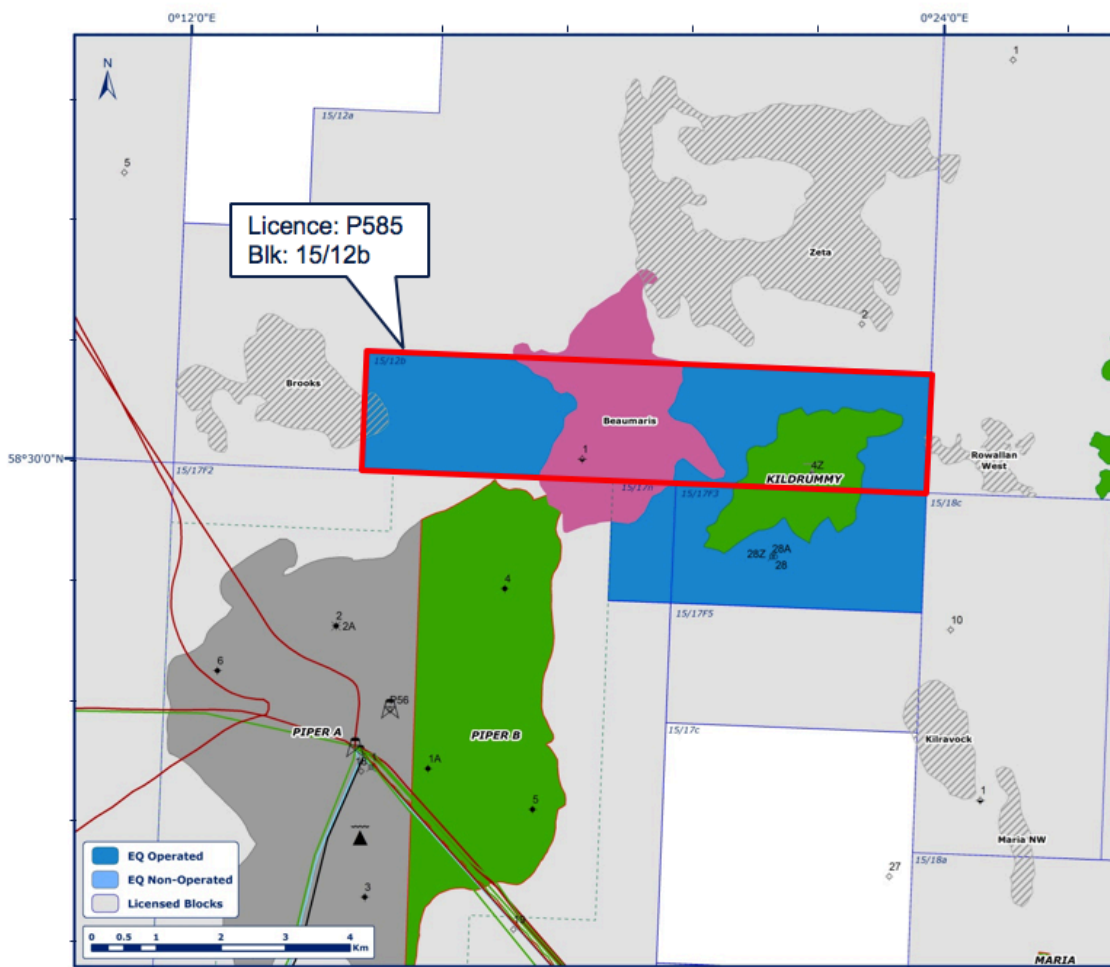 0°12'0"E
0°24'0"E
N
1
15/12a
5
Licence: P585
Blk: 15/12b
Zeta
2
15/12b
Brooks
Beaumaris
1
58°30'0"N
15/17F2
4Z
KILDRUMMY
Rowallan
West
15/17n
15/17F3
15/18c
28Z
28A
28
4
15/17F5
2
2A
10
6
P56
PIPER A
PIPER B
15/17c
Kilravock
1A
1
5
Maria NW
15/18a
27
3
19
EQ Operated
EQ Non-Operated
Licensed Blocks
0 0.5 1 2 3 4
Km
MARIA